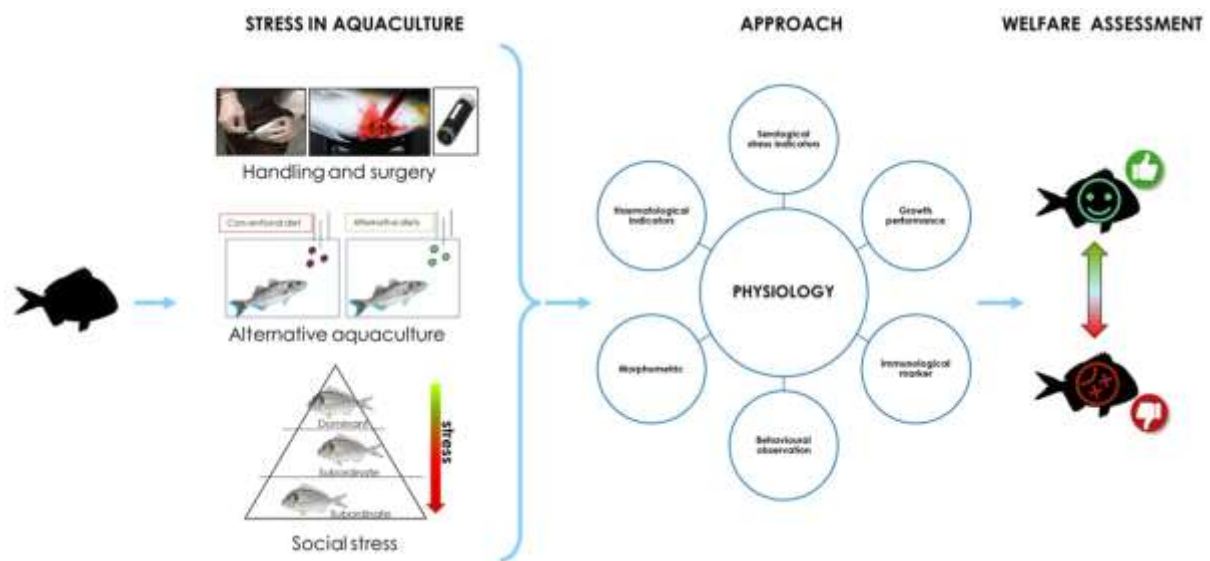 STRESS IN AQUACULTURE
APPROACH
WELFARE ASSESSMENT
Handling and surgery
Conventional diet
Alternative diets
Alternative aquaculture
Dominant
Subordinate
Subordinate
stress
Social stress
Serological
stress indicators
Haematological
indicators
Growth
performance
PHYSIOLOGY
Morphometric
Immunological
marker
Behavioural
observation